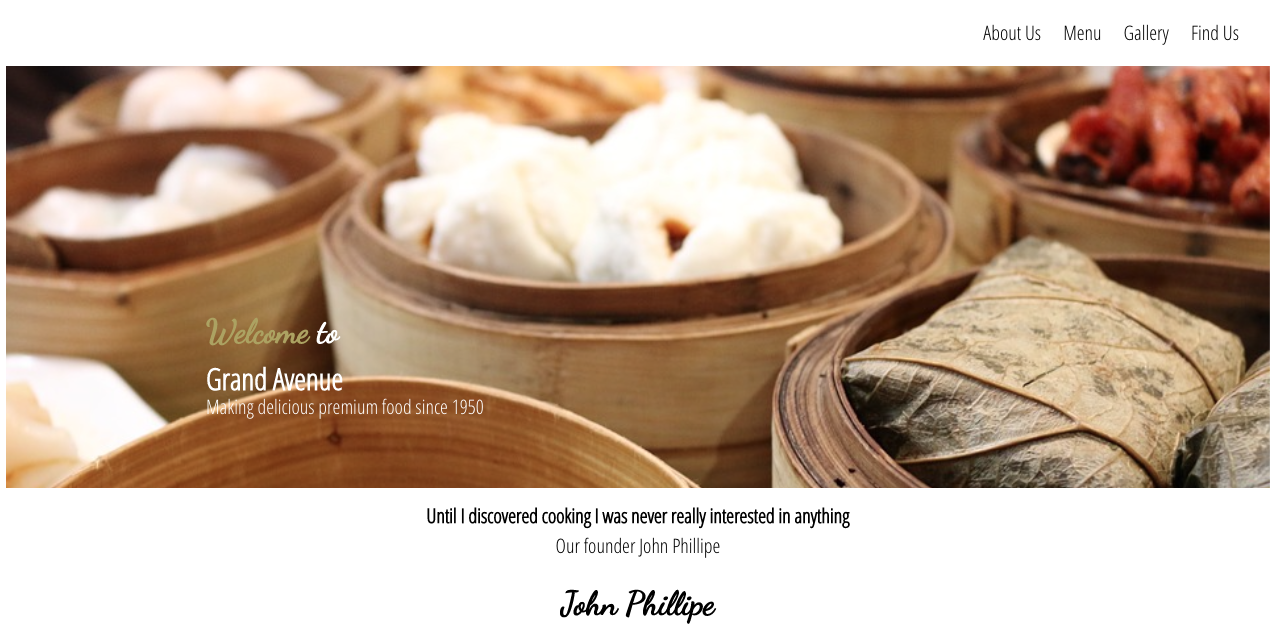 About Us Menu Gallery Find Us
Welcome to
Grand Avenue
Making delicious premium food since 1950
Until I discovered cooking I was never really interested in anything
Our founder John Phillipe
John Phillipe